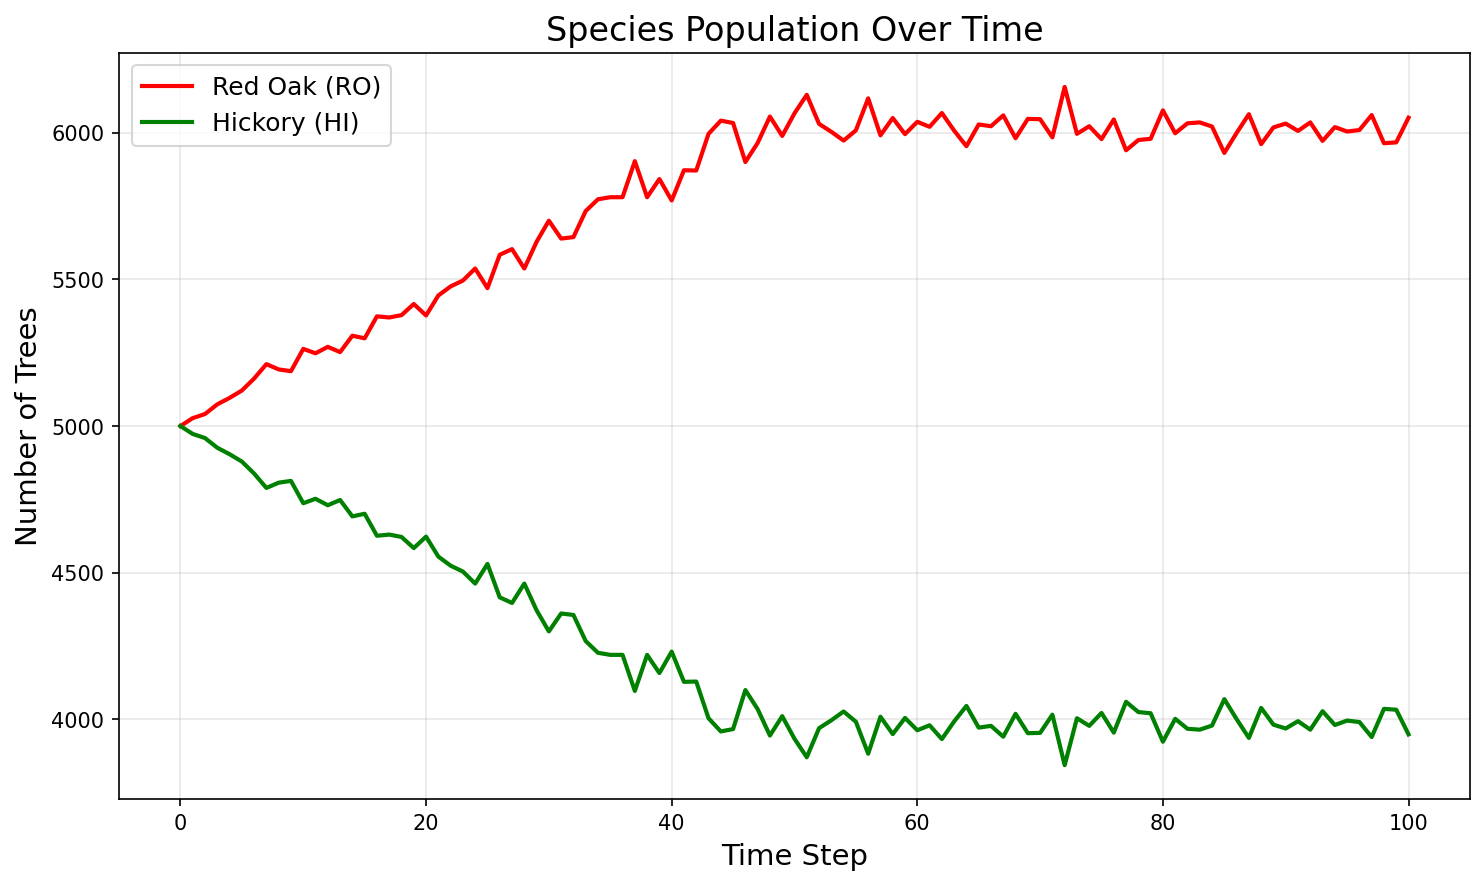 Species Population Over Time
Red Oak (RO)
Hickory (HI)
Number of Trees
6000
5500
5000
4500
4000
0 20 40 60 80 100
Time Step